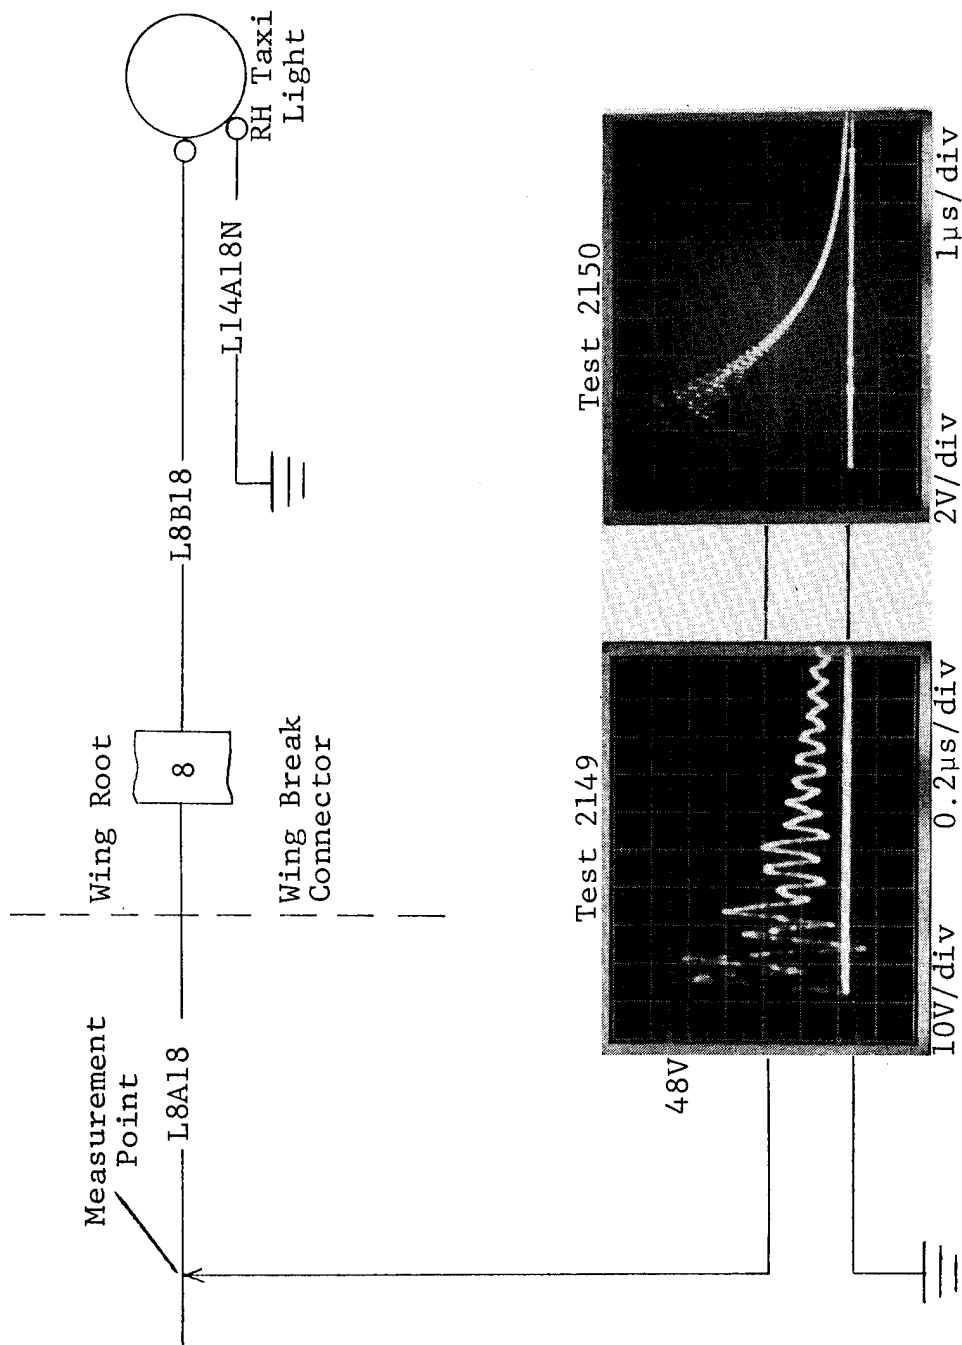 Measurement
Point
L8A18
Wing Root
8
Wing Break
Connector
L8B18
L14A18N
RH Taxi
Light
48V
Test 2149
10V/div
0.2μs/div
Test 2150
2V/div
1μs/div